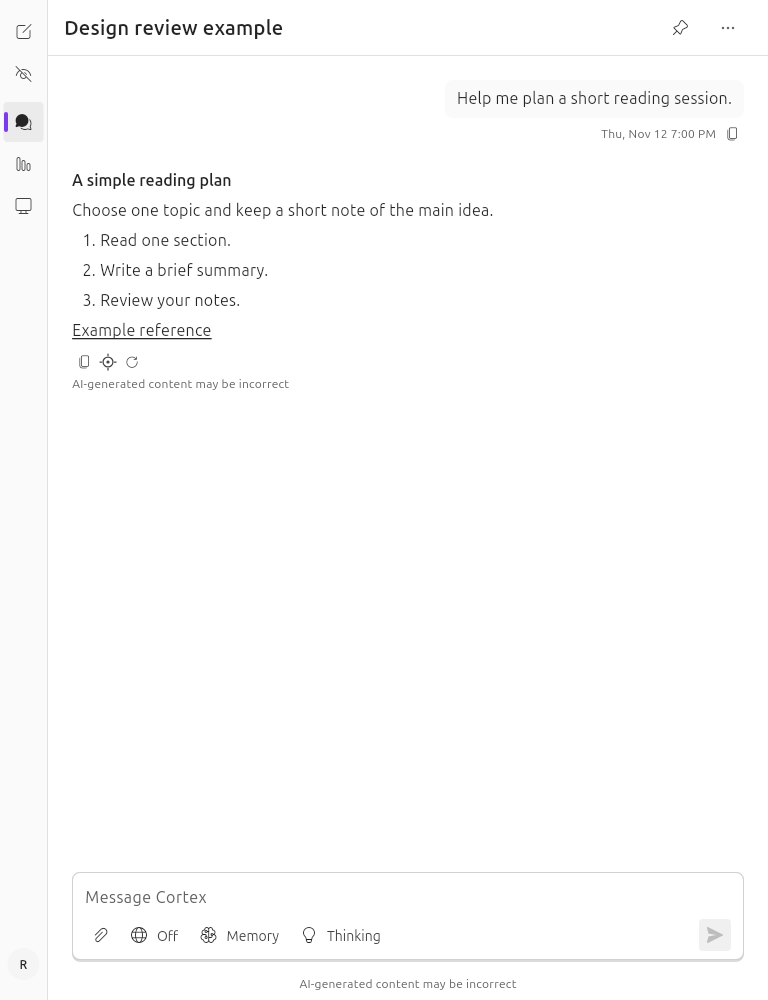 Design review example
Help me plan a short reading session.
Thu, Nov 12 7:00 PM
A simple reading plan
Choose one topic and keep a short note of the main idea.
1. Read one section.
2. Write a brief summary.
3. Review your notes.
Example reference
AI-generated content may be incorrect
Message Cortex
Off Memory Thinking
R
AI-generated content may be incorrect